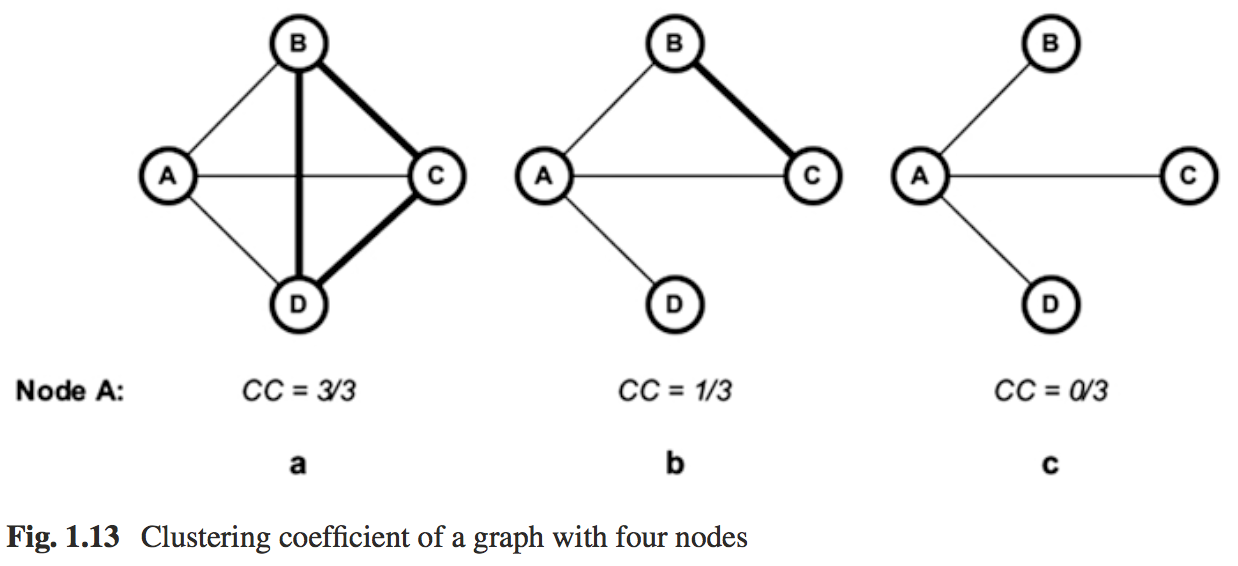 B B B
A C A C A C
D D D
Node A: CC = 3/3 CC = 1/3 CC = 0/3
a b c
Fig. 1.13 Clustering coefficient of a graph with four nodes